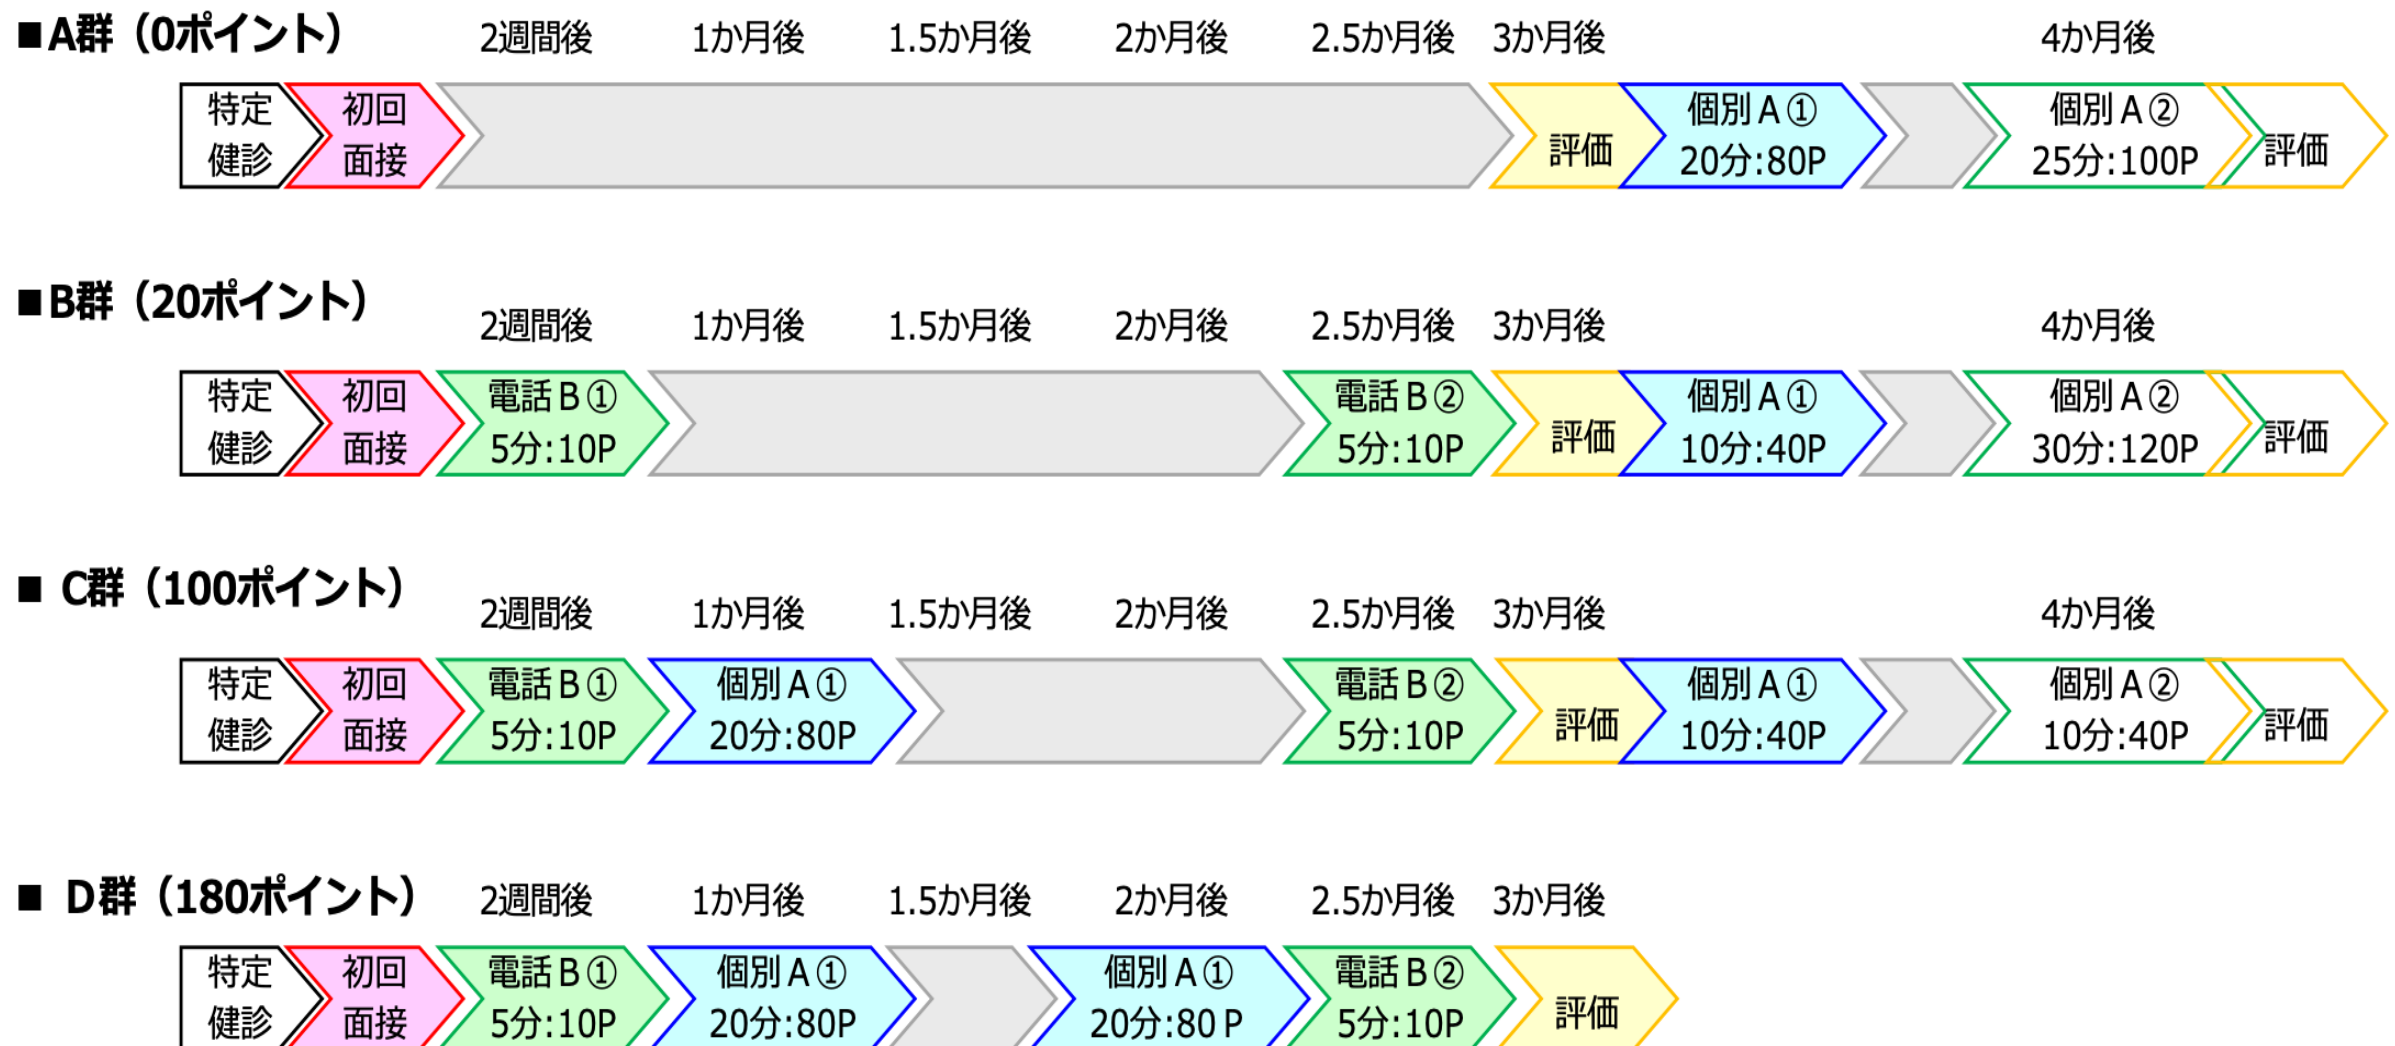 ■A群（0ポイント）
2週間後 1か月後 1.5か月後 2か月後 2.5か月後 3か月後 4か月後
特定 初回 個別A① 個別A②
健診 面接 評価 20分:80P 25分:100P 評価
■B群（20ポイント）
2週間後 1か月後 1.5か月後 2か月後 2.5か月後 3か月後 4か月後
特定 初回 電話B① 電話B② 個別A① 個別A②
健診 面接 5分:10P 5分:10P 評価 10分:40P 30分:120P 評価
■ C群（100ポイント）
2週間後 1か月後 1.5か月後 2か月後 2.5か月後 3か月後 4か月後
特定 初回 電話B① 個別A① 電話B② 個別A① 個別A②
健診 面接 5分:10P 20分:80P 5分:10P 評価 10分:40P 10分:40P 評価
■ D群（180ポイント）
2週間後 1か月後 1.5か月後 2か月後 2.5か月後 3か月後
特定 初回 電話B① 個別A① 個別A① 電話B②
健診 面接 5分:10P 20分:80P 20分:80 P 5分:10P 評価